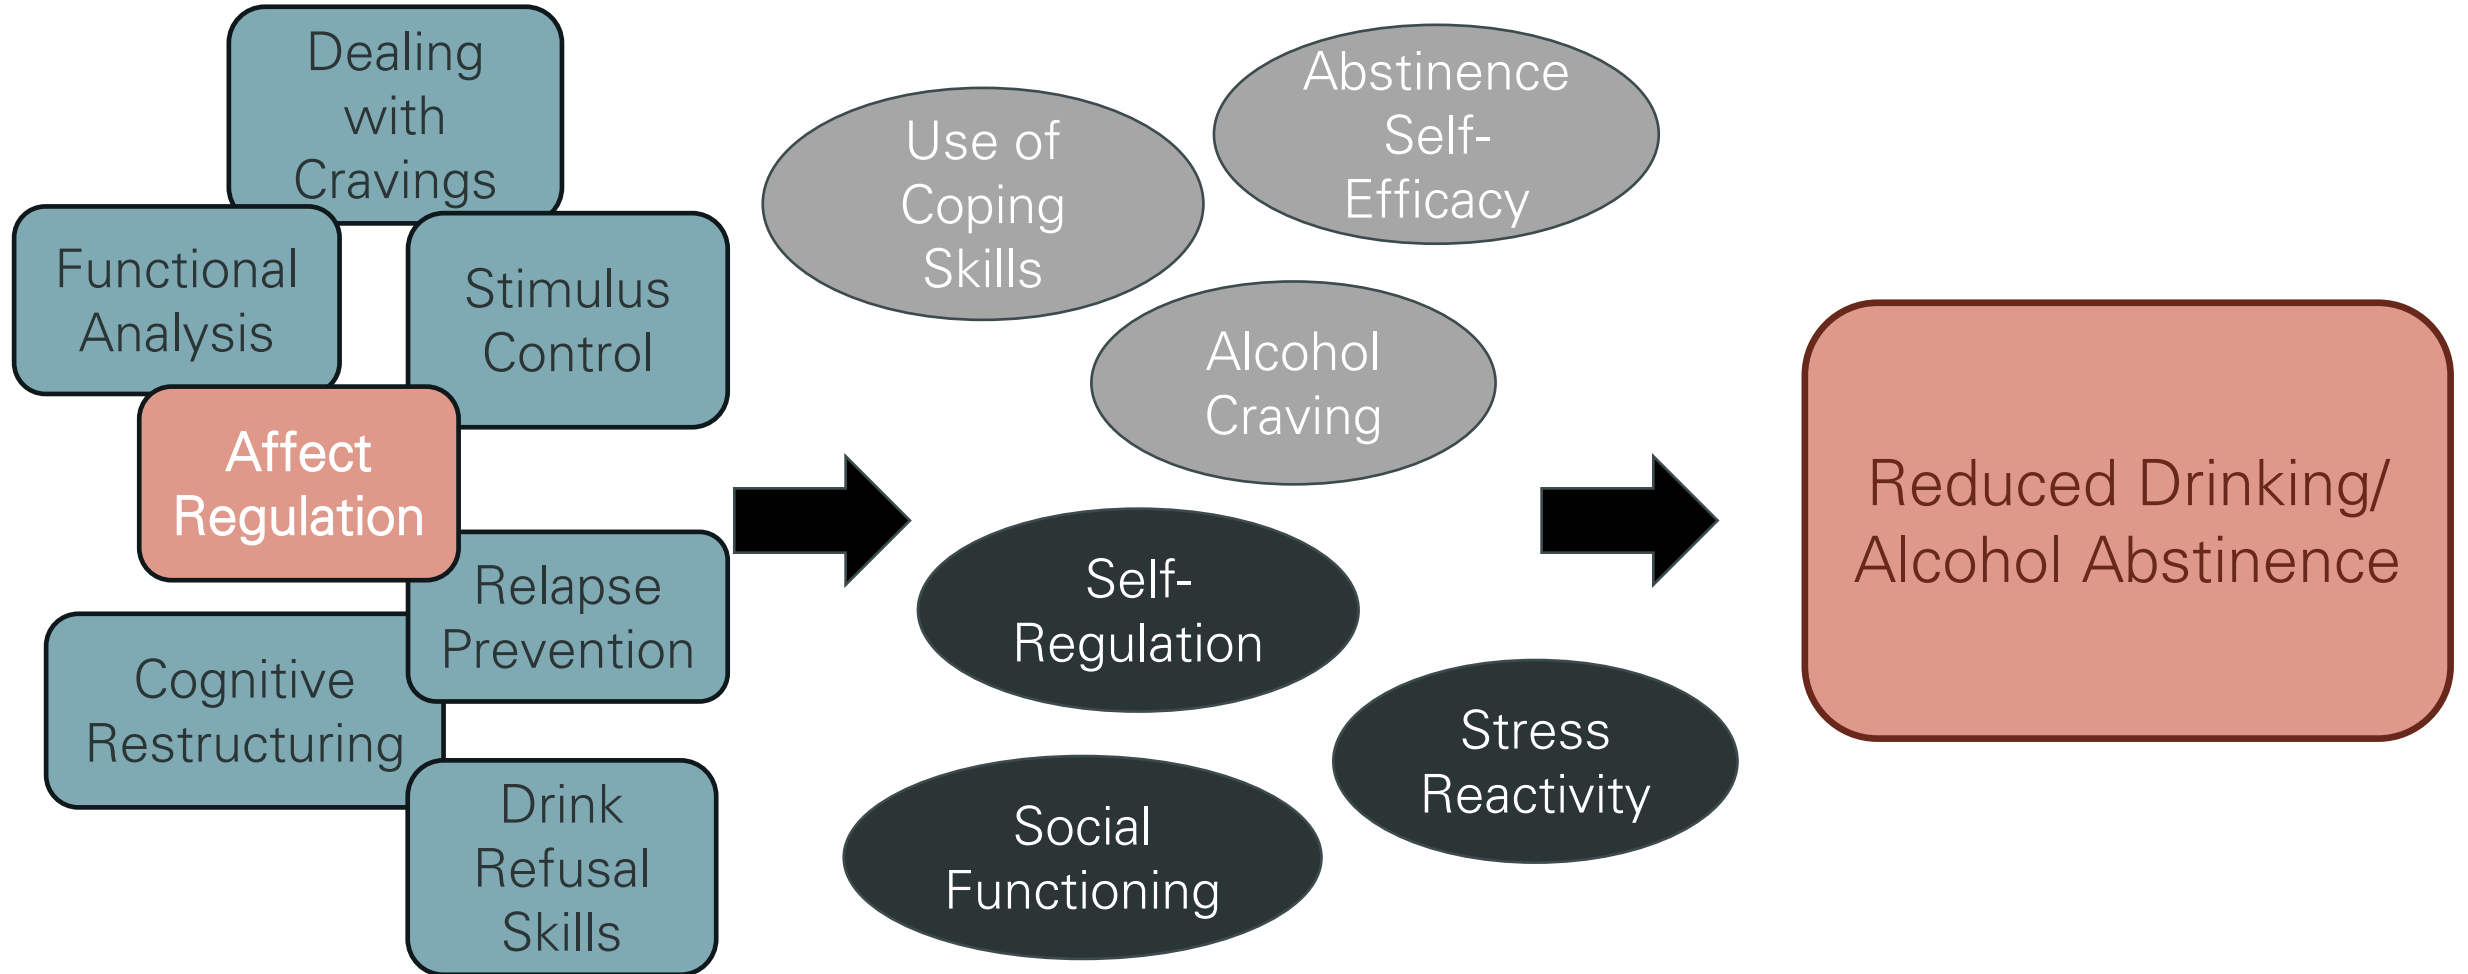 Dealing
with
Cravings
Functional
Analysis
Stimulus
Control
Affect
Regulation
Relapse
Prevention
Cognitive
Restructuring
Drink
Refusal
Skills
Use of
Coping
Skills
Abstinence
Self-
Efficacy
Alcohol
Craving
Self-
Regulation
Stress
Reactivity
Social
Functioning
Reduced Drinking/
Alcohol Abstinence